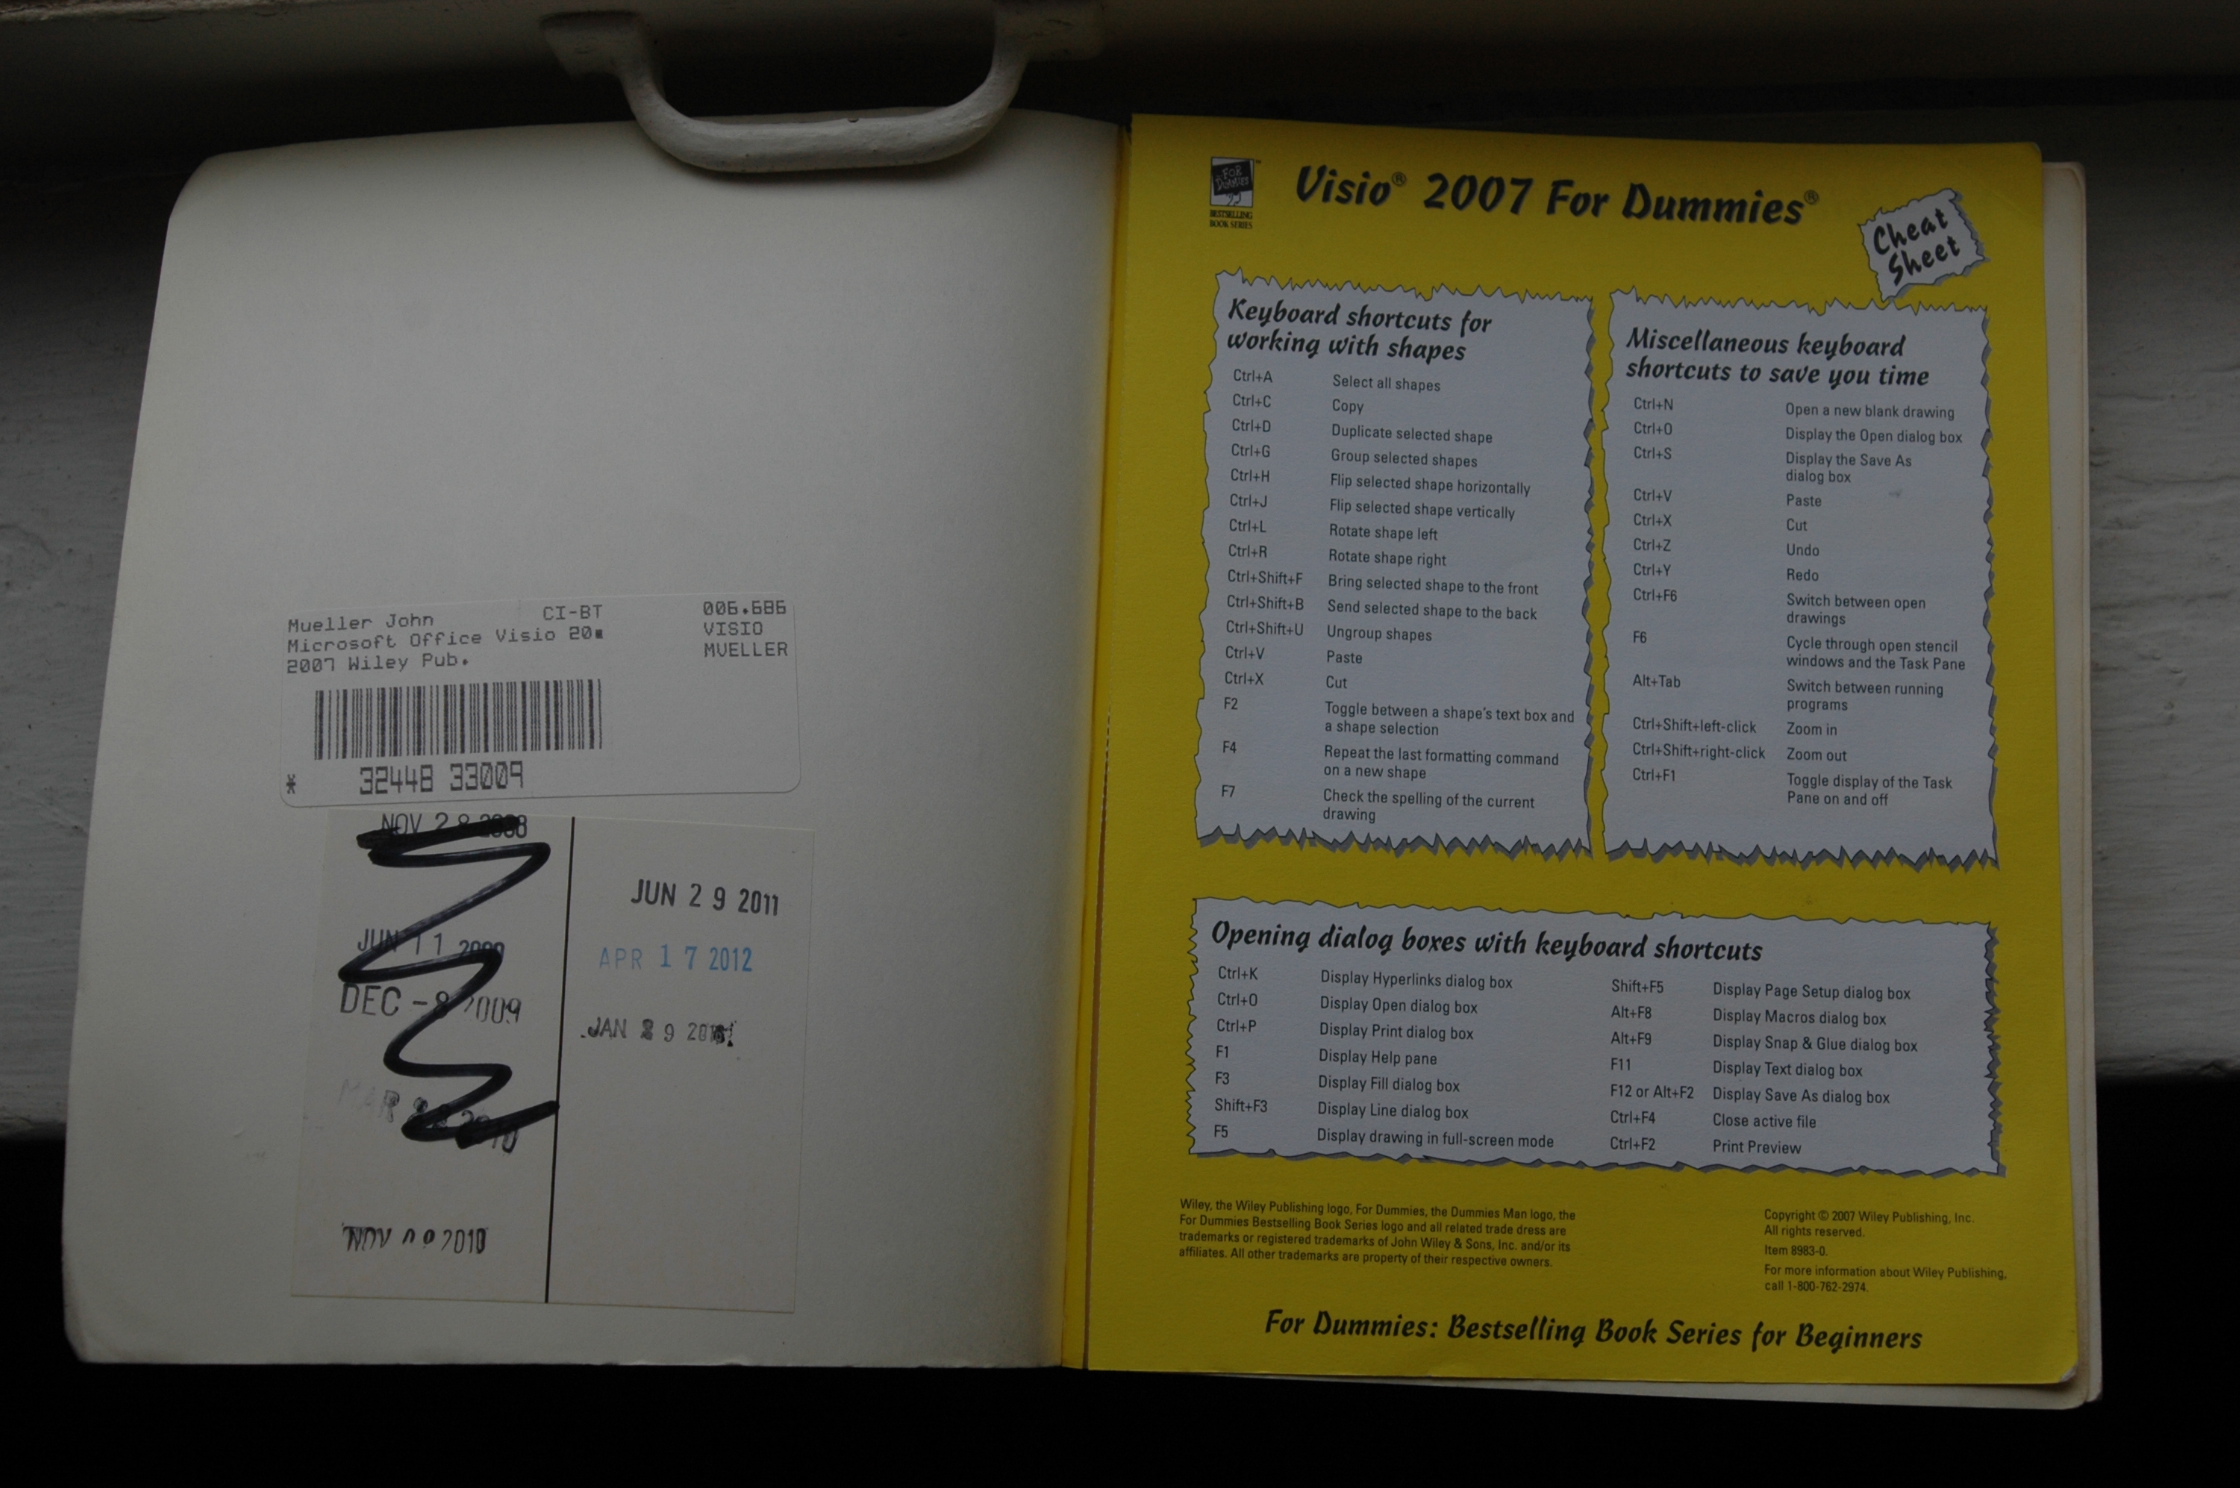 Mueller John CI-BT 006.686
Microsoft Office Visio 20 VISIO
2007 Wiley Pub. MUELLER
* 32448 33009
NOV 28 2008
JUN 11 2009
DEC -8 2009
MAR 2010
NOV 09 2010
JUN 29 2011
APR 17 2012
JAN 29
FOR DUMMIES
BESTSELLING
BOOK SERIES
Visio® 2007 For Dummies®
Cheat
Sheet
Keyboard shortcuts for
working with shapes
Ctrl+A Select all shapes
Ctrl+C Copy
Ctrl+D Duplicate selected shape
Ctrl+G Group selected shapes
Ctrl+H Flip selected shape horizontally
Ctrl+J Flip selected shape vertically
Ctrl+L Rotate shape left
Ctrl+R Rotate shape right
Ctrl+Shift+F Bring selected shape to the front
Ctrl+Shift+B Send selected shape to the back
Ctrl+Shift+U Ungroup shapes
Ctrl+V Paste
Ctrl+X Cut
F2 Toggle between a shape's text box and
a shape selection
F4 Repeat the last formatting command
on a new shape
F7 Check the spelling of the current
drawing
Miscellaneous keyboard
shortcuts to save you time
Ctrl+N Open a new blank drawing
Ctrl+O Display the Open dialog box
Ctrl+S Display the Save As
dialog box
Ctrl+V Paste
Ctrl+X Cut
Ctrl+Z Undo
Ctrl+Y Redo
Ctrl+F6 Switch between open
drawings
F6 Cycle through open stencil
windows and the Task Pane
Alt+Tab Switch between running
programs
Ctrl+Shift+left-click Zoom in
Ctrl+Shift+right-click Zoom out
Ctrl+F1 Toggle display of the Task
Pane on and off
Opening dialog boxes with keyboard shortcuts
Ctrl+K Display Hyperlinks dialog box
Ctrl+O Display Open dialog box
Ctrl+P Display Print dialog box
F1 Display Help pane
F3 Display Fill dialog box
Shift+F3 Display Line dialog box
F5 Display drawing in full-screen mode
Shift+F5 Display Page Setup dialog box
Alt+F8 Display Macros dialog box
Alt+F9 Display Snap & Glue dialog box
F11 Display Text dialog box
F12 or Alt+F2 Display Save As dialog box
Ctrl+F4 Close active file
Ctrl+F2 Print Preview
Wiley, the Wiley Publishing logo, For Dummies, the Dummies Man logo, the
For Dummies Bestselling Book Series logo and all related trade dress are
trademarks or registered trademarks of John Wiley & Sons, Inc. and/or its
affiliates. All other trademarks are property of their respective owners.
Copyright © 2007 Wiley Publishing, Inc.
All rights reserved.
Item 8983-0.
For more information about Wiley Publishing,
call 1-800-762-2974.
For Dummies: Bestselling Book Series for Beginners